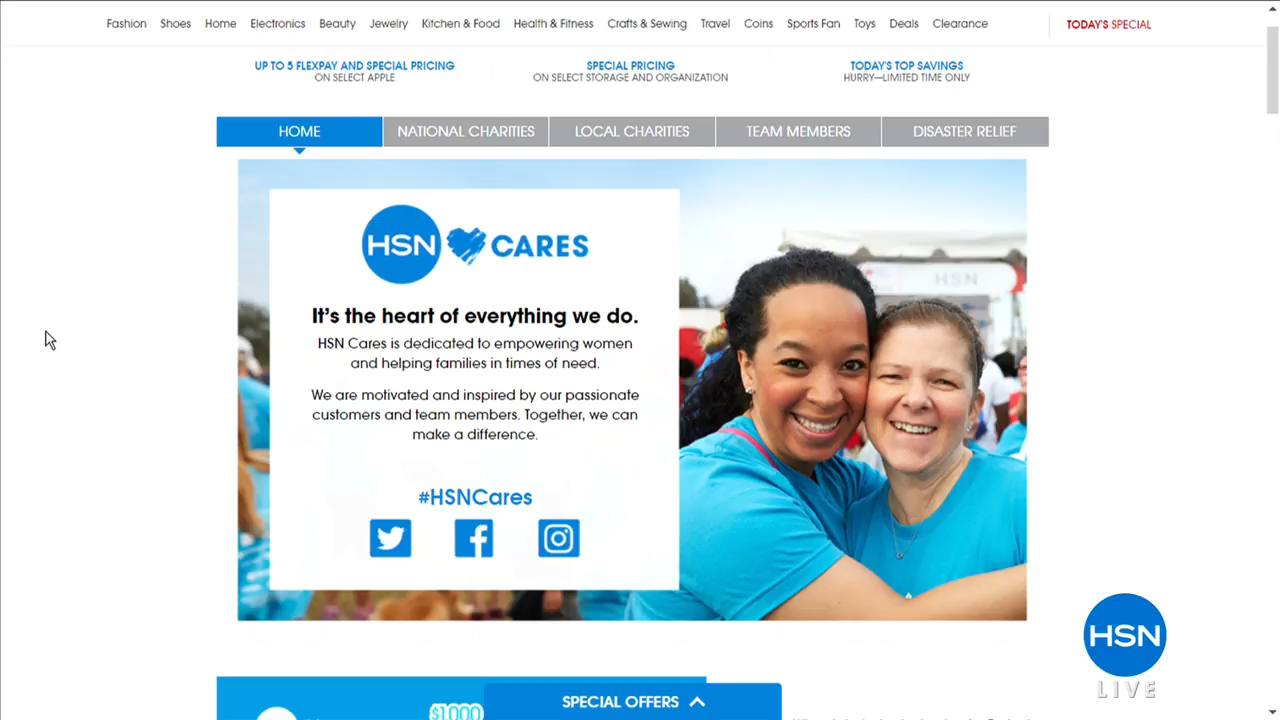 Fashion Shoes Home Electronics Beauty Jewelry Kitchen & Food Health & Fitness Crafts & Sewing Travel Coins Sports Fan Toys Deals Clearance TODAY'S SPECIAL
UP TO 5 FLEXPAY AND SPECIAL PRICING
ON SELECT APPLE
SPECIAL PRICING
ON SELECT STORAGE AND ORGANIZATION
TODAY'S TOP SAVINGS
HURRY—LIMITED TIME ONLY
HOME NATIONAL CHARITIES LOCAL CHARITIES TEAM MEMBERS DISASTER RELIEF
HSN CARES
It's the heart of everything we do.
HSN Cares is dedicated to empowering women
and helping families in times of need.
We are motivated and inspired by our passionate
customers and team members. Together, we can
make a difference.
#HSNCares
HSN
SPECIAL OFFERS
$1000
HSN
LIVE